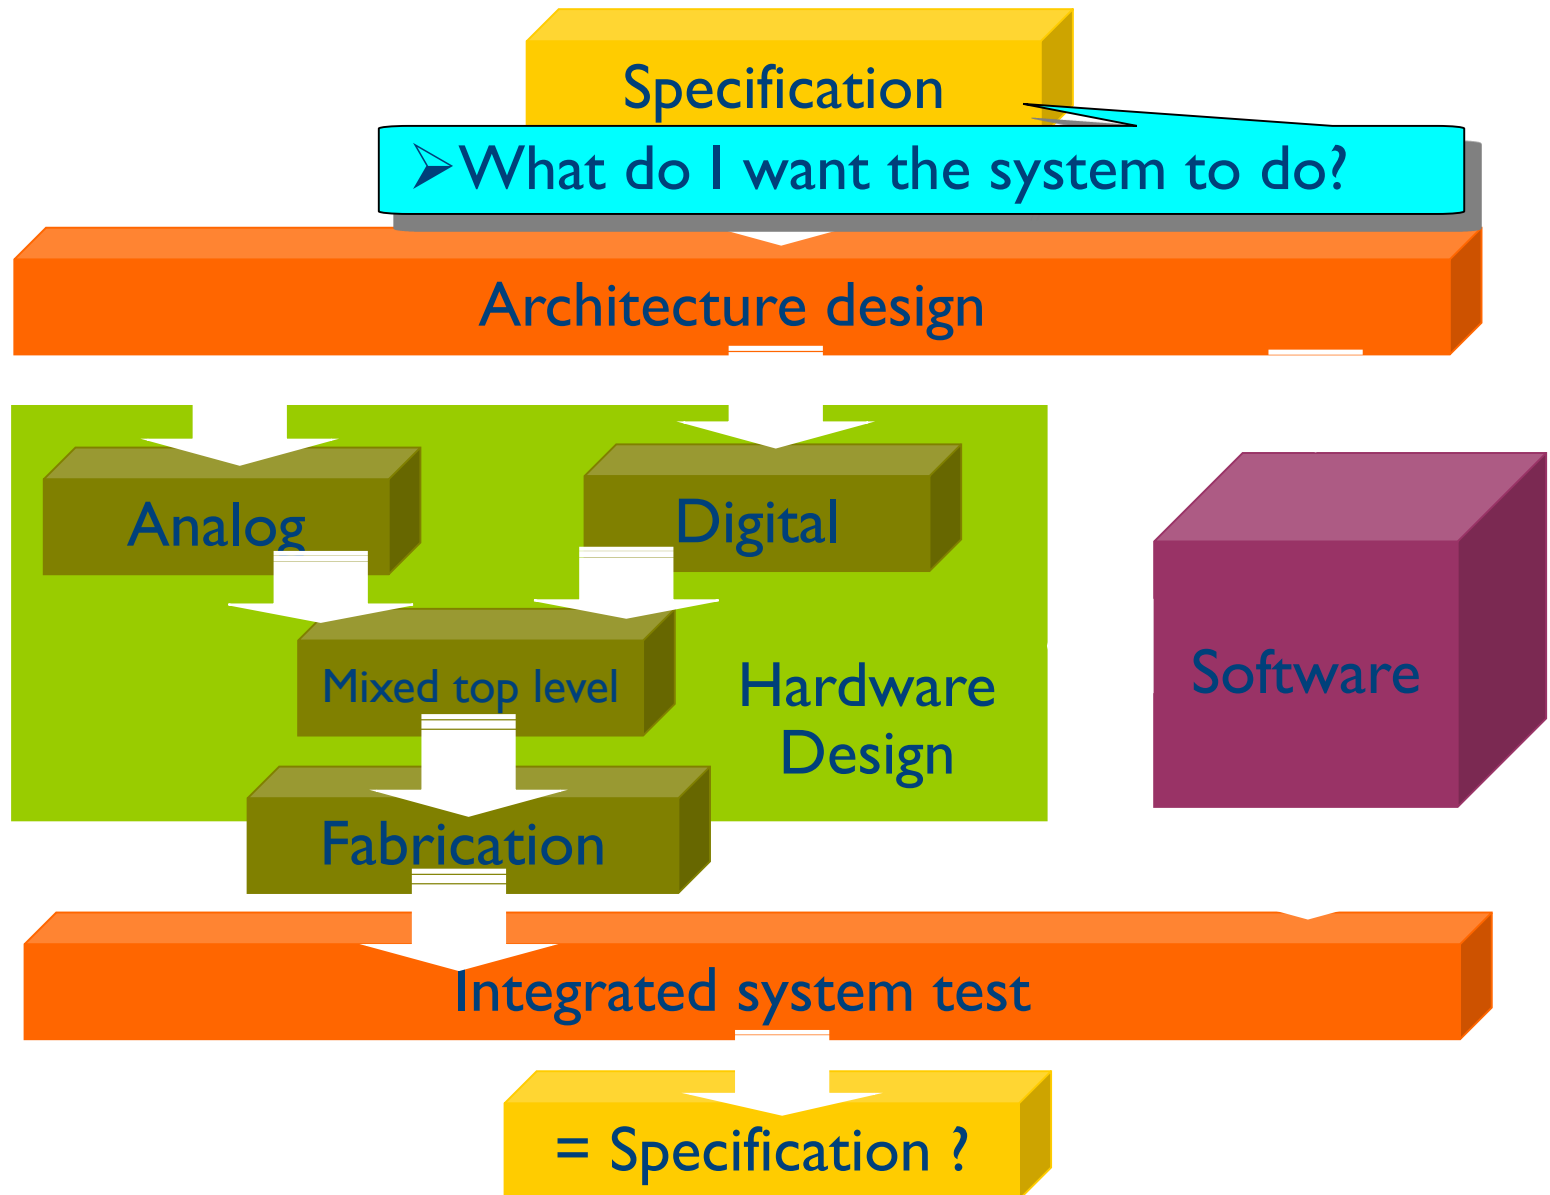 Specification
➢What do I want the system to do?
Architecture design
Analog
Digital
Mixed top level
Hardware
Design
Software
Fabrication
Integrated system test
= Specification ?